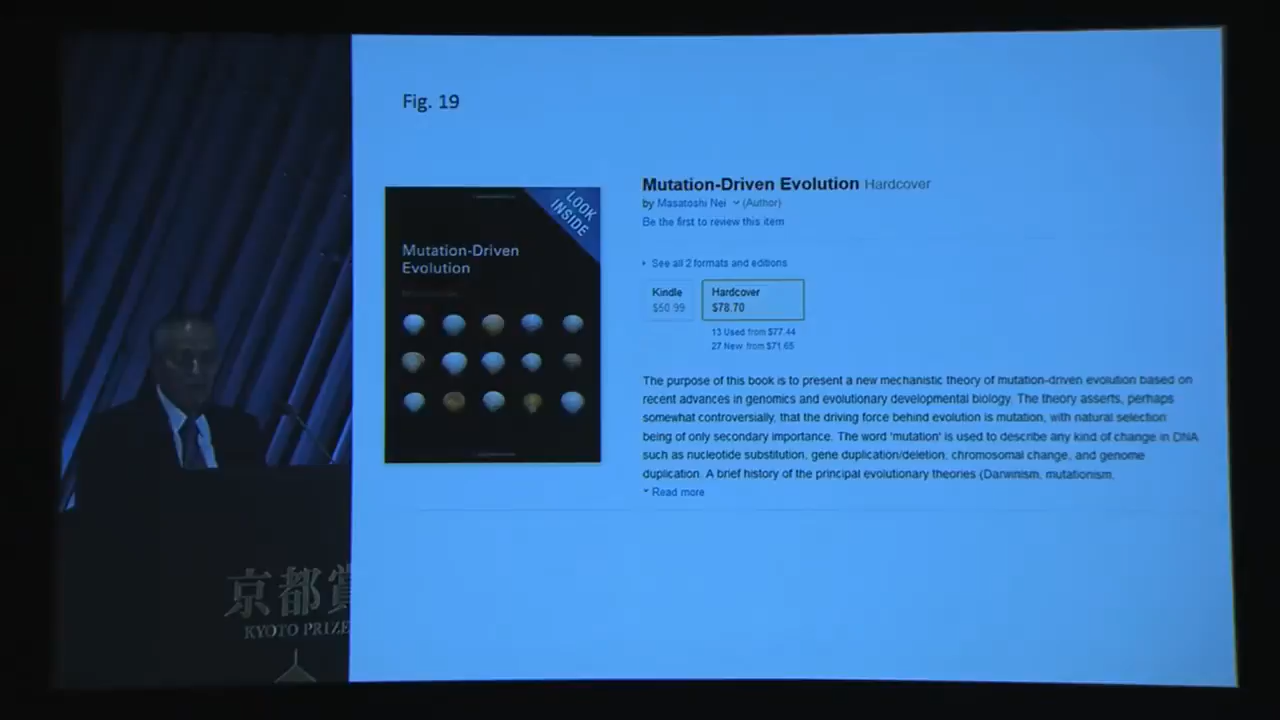 Fig. 19
LOOK
INSIDE
Mutation-Driven
Evolution
Mutation-Driven Evolution Hardcover
by Masatoshi Nei (Author)
Be the first to review this item
See all 2 formats and editions
Kindle
$50.99
Hardcover
$78.70
13 Used from $77.44
27 New from $71.65
The purpose of this book is to present a new mechanistic theory of mutation-driven evolution based on
recent advances in genomics and evolutionary developmental biology. The theory asserts, perhaps
somewhat controversially, that the driving force behind evolution is mutation, with natural selection
being of only secondary importance. The word 'mutation' is used to describe any kind of change in DNA
such as nucleotide substitution, gene duplication/deletion, chromosomal change, and genome
duplication. A brief history of the principal evolutionary theories (Darwinism, mutationism,
Read more
京都賞
KYOTO PRIZE